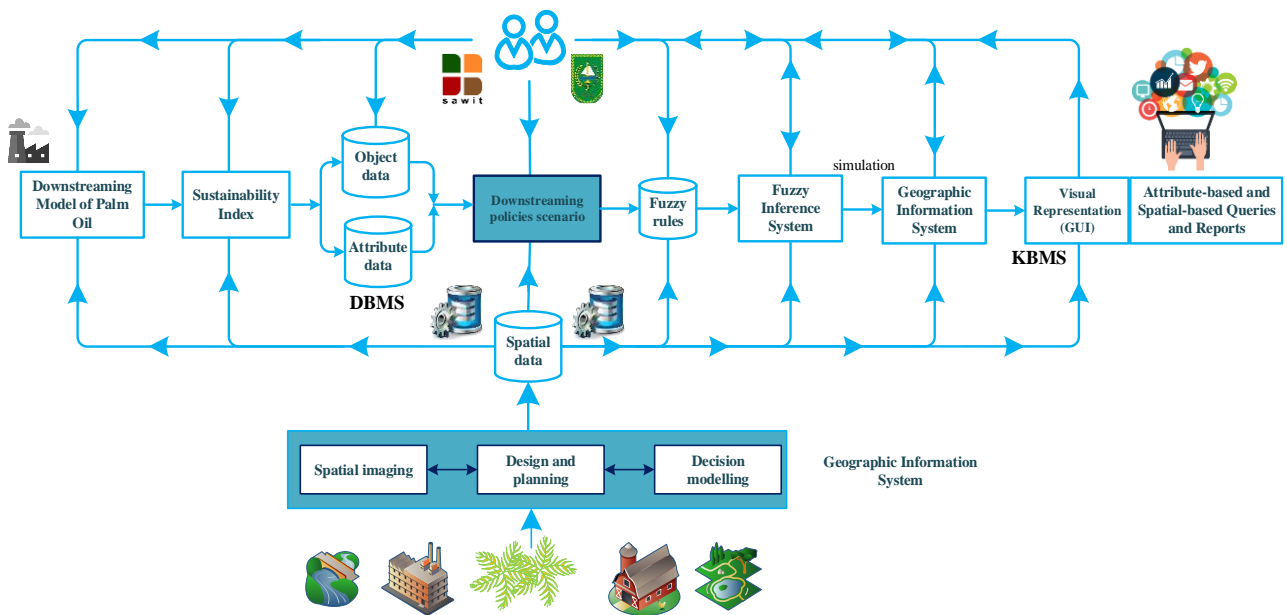 sawit
simulation
Downstreaming
Model of Palm
Oil
Sustainability
Index
Object
data
Attribute
data
DBMS
Downstreaming
policies scenario
Fuzzy
rules
Fuzzy
Inference
System
Geographic
Information
System
Visual
Representation
(GUI)
KBMS
Attribute-based and
Spatial-based Queries
and Reports
Spatial
data
Spatial imaging
Design and
planning
Decision
modelling
Geographic Information
System